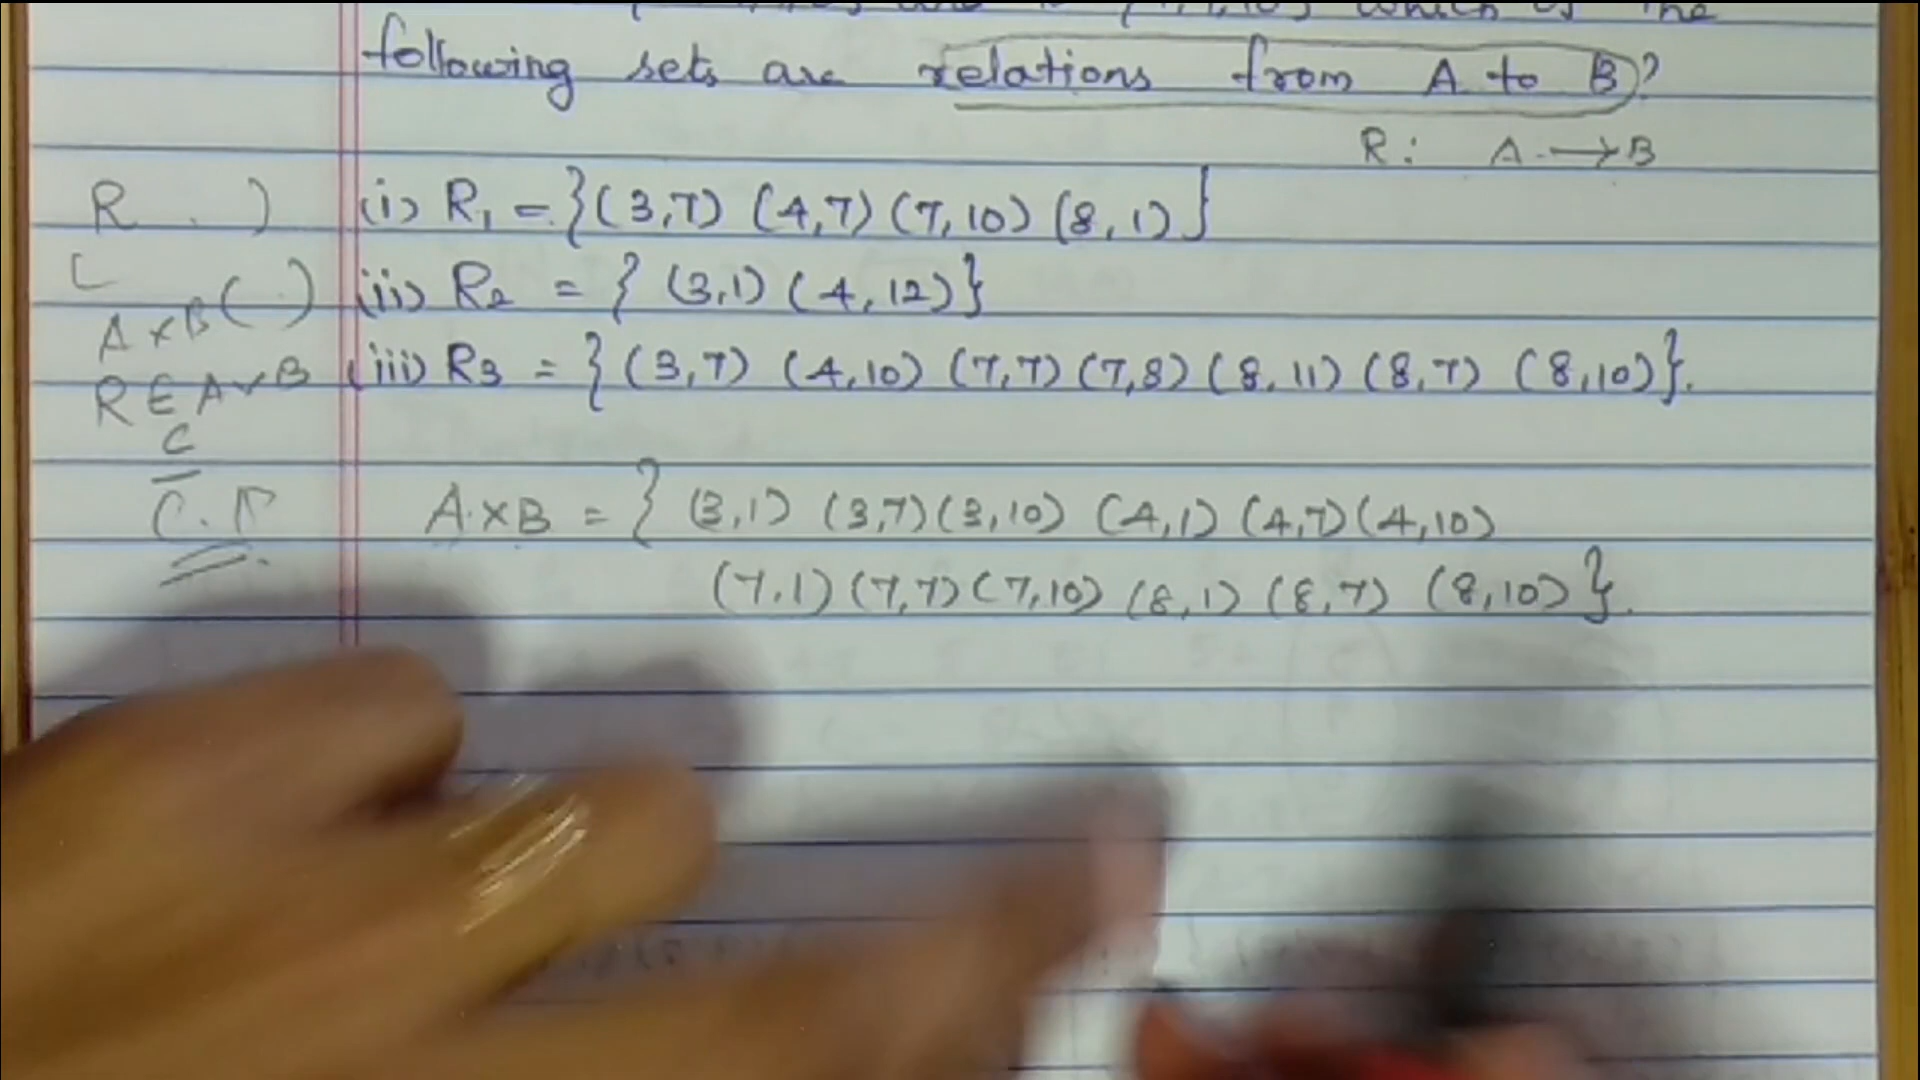 which of the
following sets are relations from A to B?
R: A → B
(i) R₁ = {(3,7) (4,7) (7,10) (8,1)}
(ii) R₂ = { (3,1) (4,12)}
(iii) R₃ = {(3,7) (4,10) (7,7) (7,8) (8,11) (8,7) (8,10)}.
A×B = { (3,1) (3,7) (3,10) (4,1) (4,7) (4,10)
(7,1) (7,7) (7,10) (8,1) (8,7) (8,10) }.
R . )
A×B ( . )
R ∈ A×B